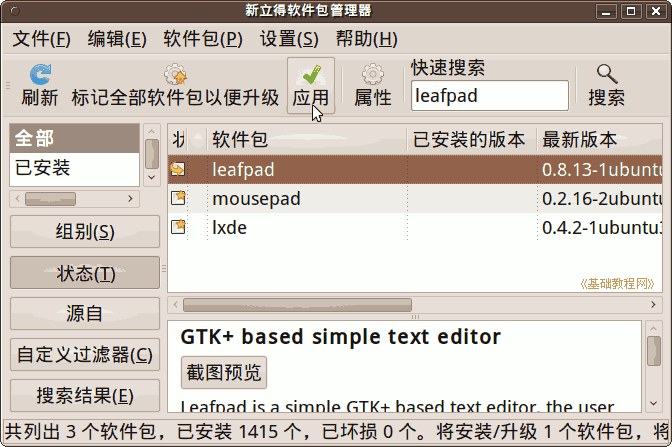 新立得软件包管理器
文件(F) 编辑(E) 软件包(P) 设置(S) 帮助(H)
刷新 标记全部软件包以便升级 应用 属性 快速搜索 搜索
leafpad
全部
已安装
组别(S)
状态(T)
源自
自定义过滤器(C)
搜索结果(E)
软件包 已安装的版本 最新版本
leafpad 0.8.13-1ubuntu
mousepad 0.2.16-2ubuntu
lxde 0.4.2-1ubuntu3
《基础教程网》
GTK+ based simple text editor
截图预览
Leafpad is a simple GTK+ based text editor, the user
共列出 3 个软件包，已安装 1415 个，已坏损 0 个。将安装/升级 1 个软件包，将